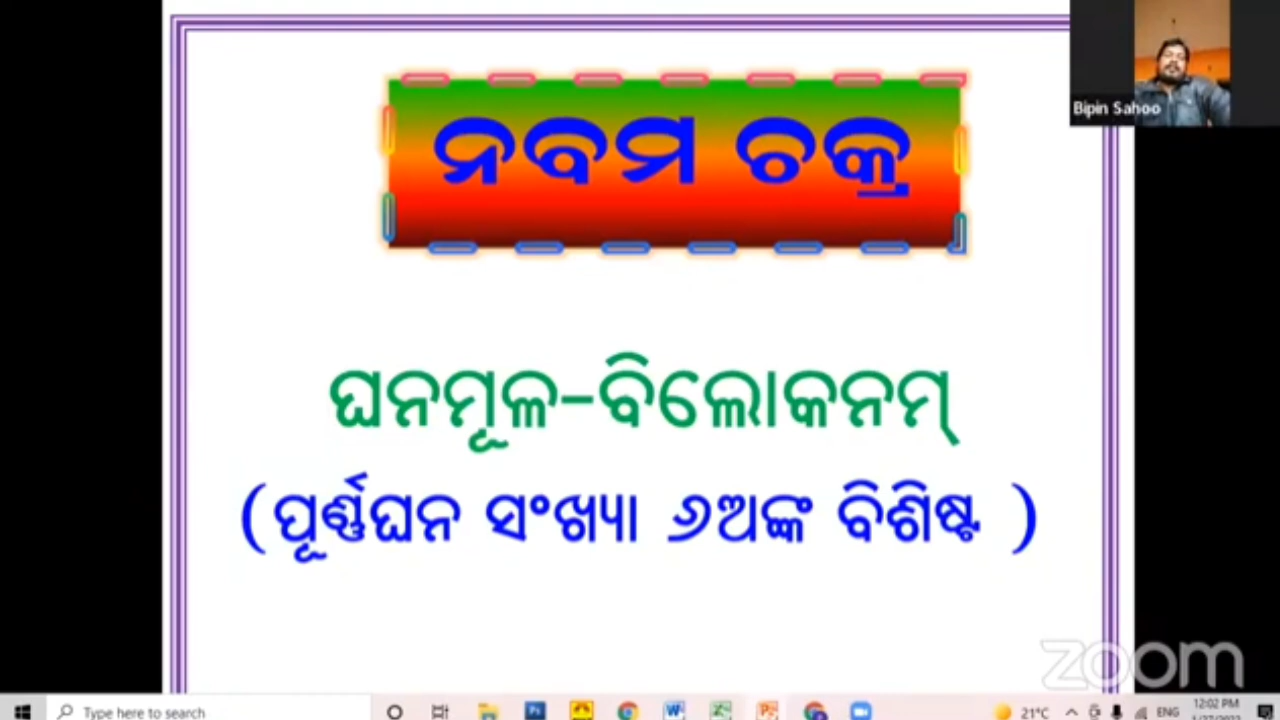 ନବମ ଚକ୍ର
Bipin Sahoo
ଘନମୂଳ-ବିଲୋକନମ୍
(ପୂର୍ଣ୍ଣଘନ ସଂଖ୍ୟା ୬ଅଙ୍କ ବିଶିଷ୍ଟ )
zoom
Type here to search
21°C
ENG
12:02 PM